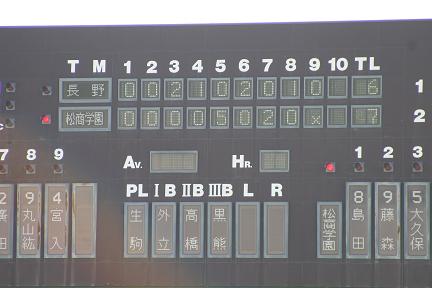 T M 1 2 3 4 5 6 7 8 9 10 TL
長野 0 0 2 1 0 2 0 1 0 6 1
松商学園 0 0 0 5 0 2 0 x 7 2
7 8 9 AV. HR. 1 2 3
PL I B II B III B L R
廣田 9 丸山紘 4 宮入 生駒 外立 高橋 黒熊 松商学園 8 島田 9 藤森 5 大久保